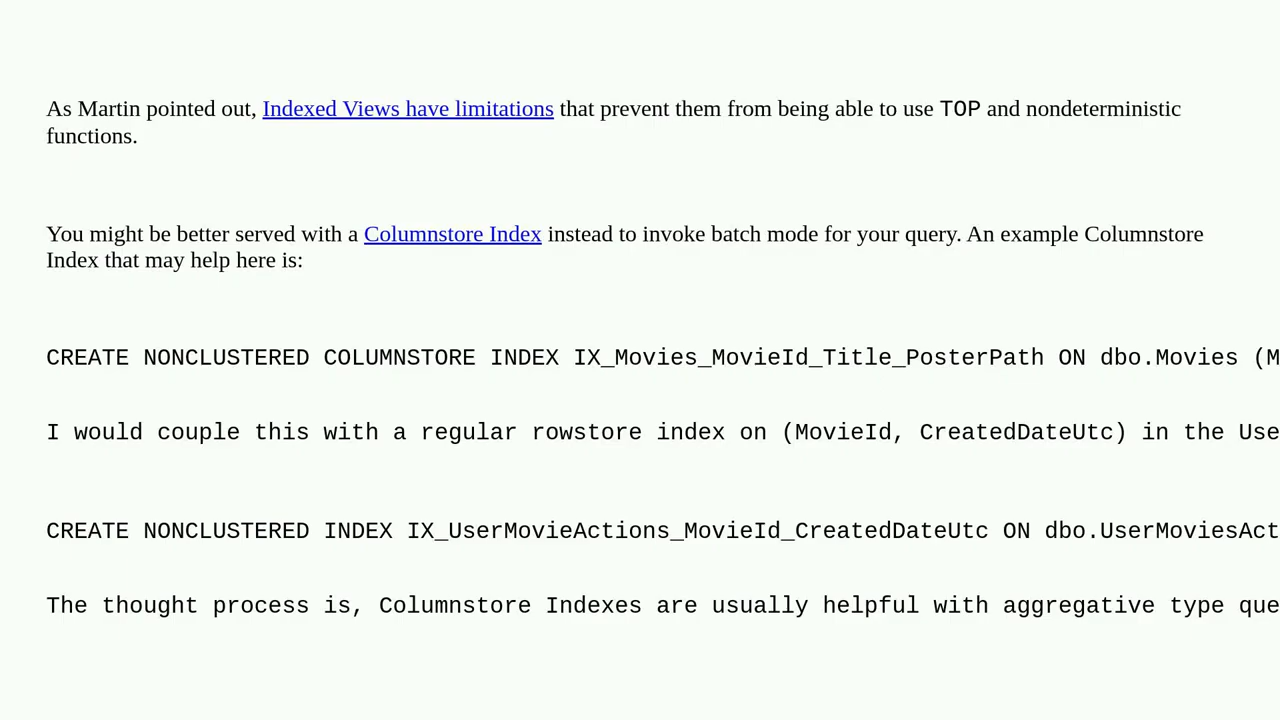 As Martin pointed out, Indexed Views have limitations that prevent them from being able to use TOP and nondeterministic
functions.
You might be better served with a Columnstore Index instead to invoke batch mode for your query. An example Columnstore
Index that may help here is:
CREATE NONCLUSTERED COLUMNSTORE INDEX IX_Movies_MovieId_Title_PosterPath ON dbo.Movies (M
I would couple this with a regular rowstore index on (MovieId, CreatedDateUtc) in the Use
CREATE NONCLUSTERED INDEX IX_UserMovieActions_MovieId_CreatedDateUtc ON dbo.UserMoviesAct
The thought process is, Columnstore Indexes are usually helpful with aggregative type que